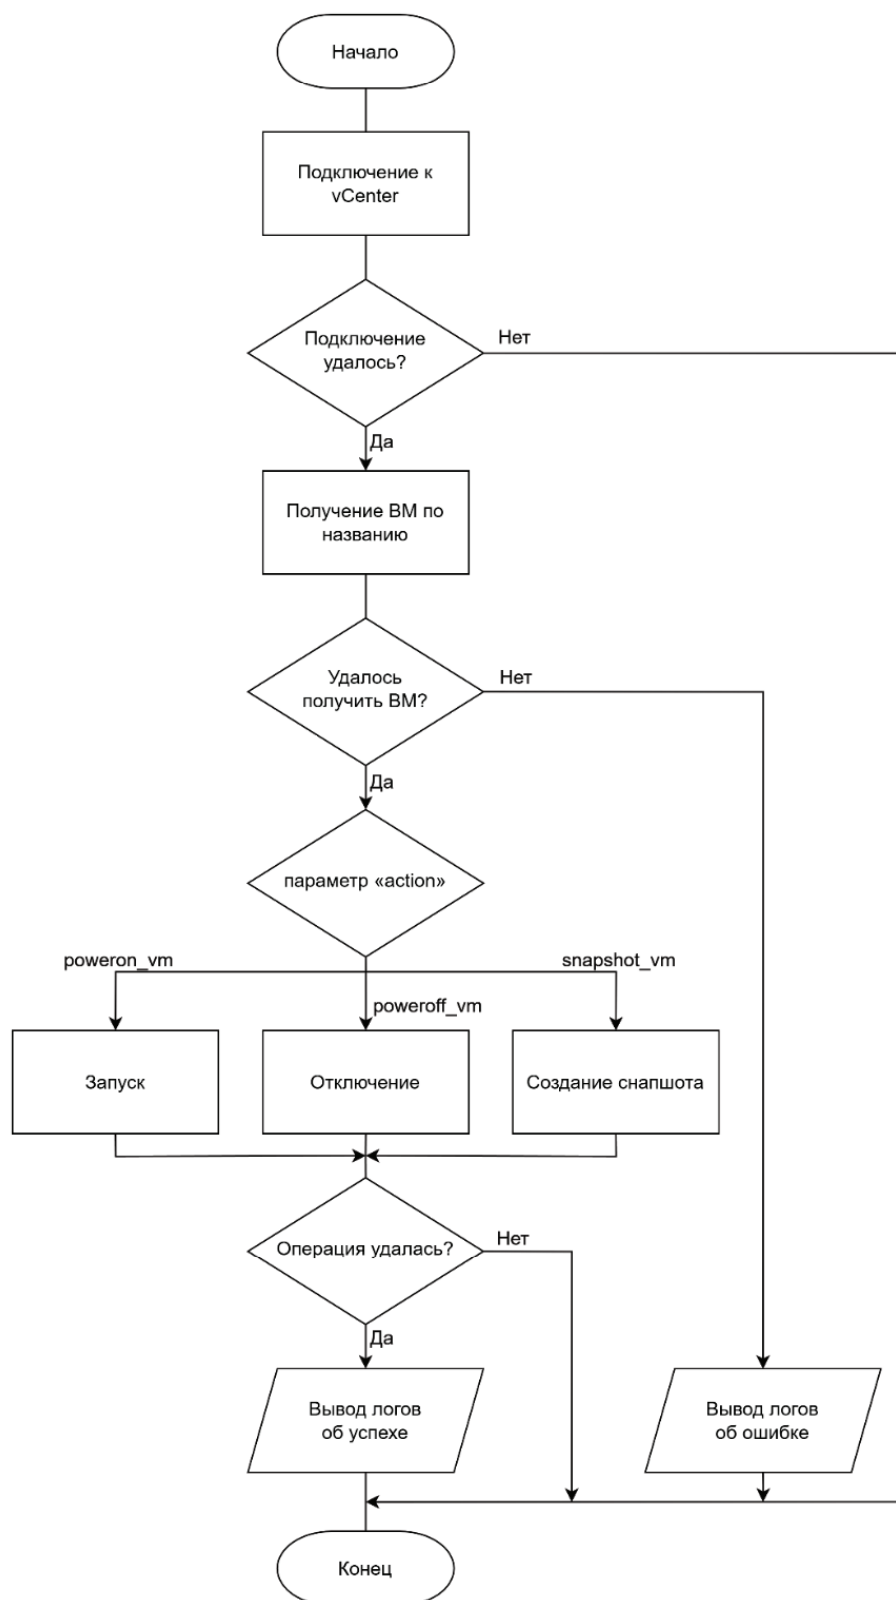 Начало
Подключение к
vCenter
Подключение
удалось?
Нет
Да
Получение ВМ по
названию
Удалось
получить ВМ?
Нет
Да
параметр «action»
poweron_vm
snapshot_vm
poweroff_vm
Запуск
Отключение
Создание снапшота
Операция удалась?
Нет
Да
Вывод логов
об успехе
Вывод логов
об ошибке
Конец